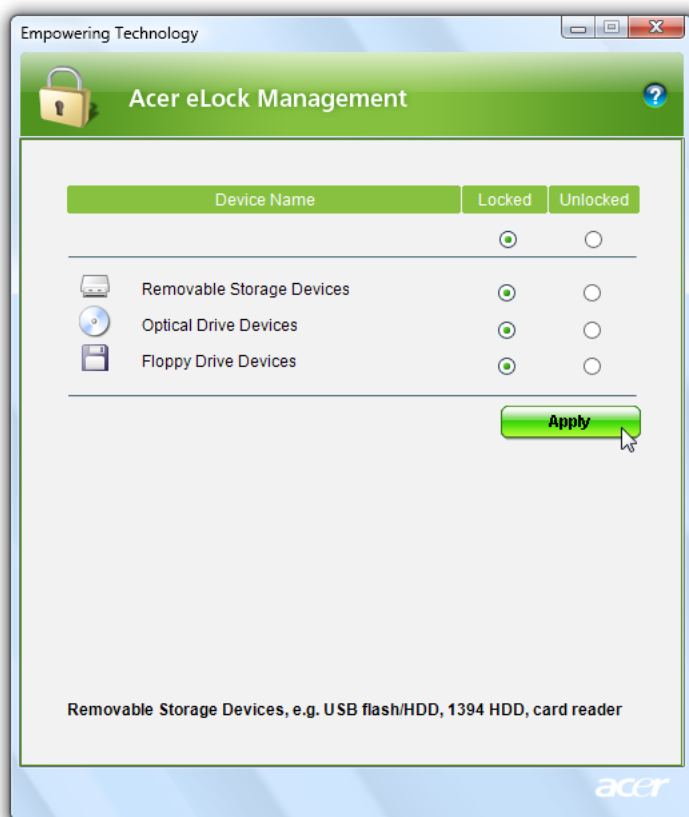 Empowering Technology
Acer eLock Management
?
Device Name Locked Unlocked
Removable Storage Devices
Optical Drive Devices
Floppy Drive Devices
Apply
Removable Storage Devices, e.g. USB flash/HDD, 1394 HDD, card reader
acer